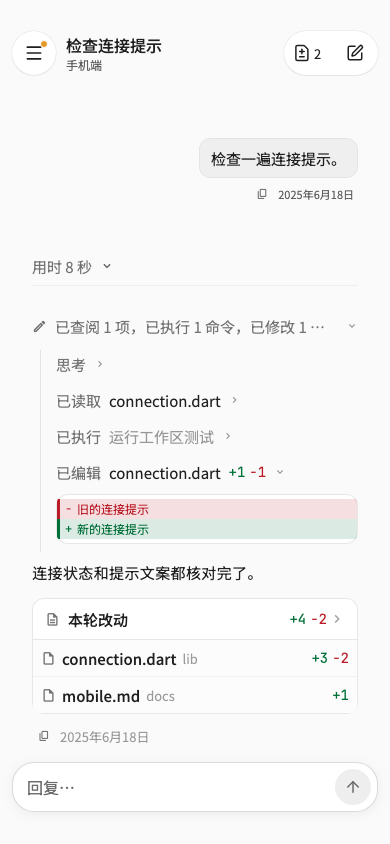 检查连接提示
手机端
2
检查一遍连接提示。
2025年6月18日
用时 8 秒
已查阅 1 项，已执行 1 命令，已修改 1 …
思考
已读取 connection.dart
已执行 运行工作区测试
已编辑 connection.dart +1 -1
- 旧的连接提示
+ 新的连接提示
连接状态和提示文案都核对完了。
本轮改动 +4 -2
connection.dart lib +3 -2
mobile.md docs +1
2025年6月18日
回复…